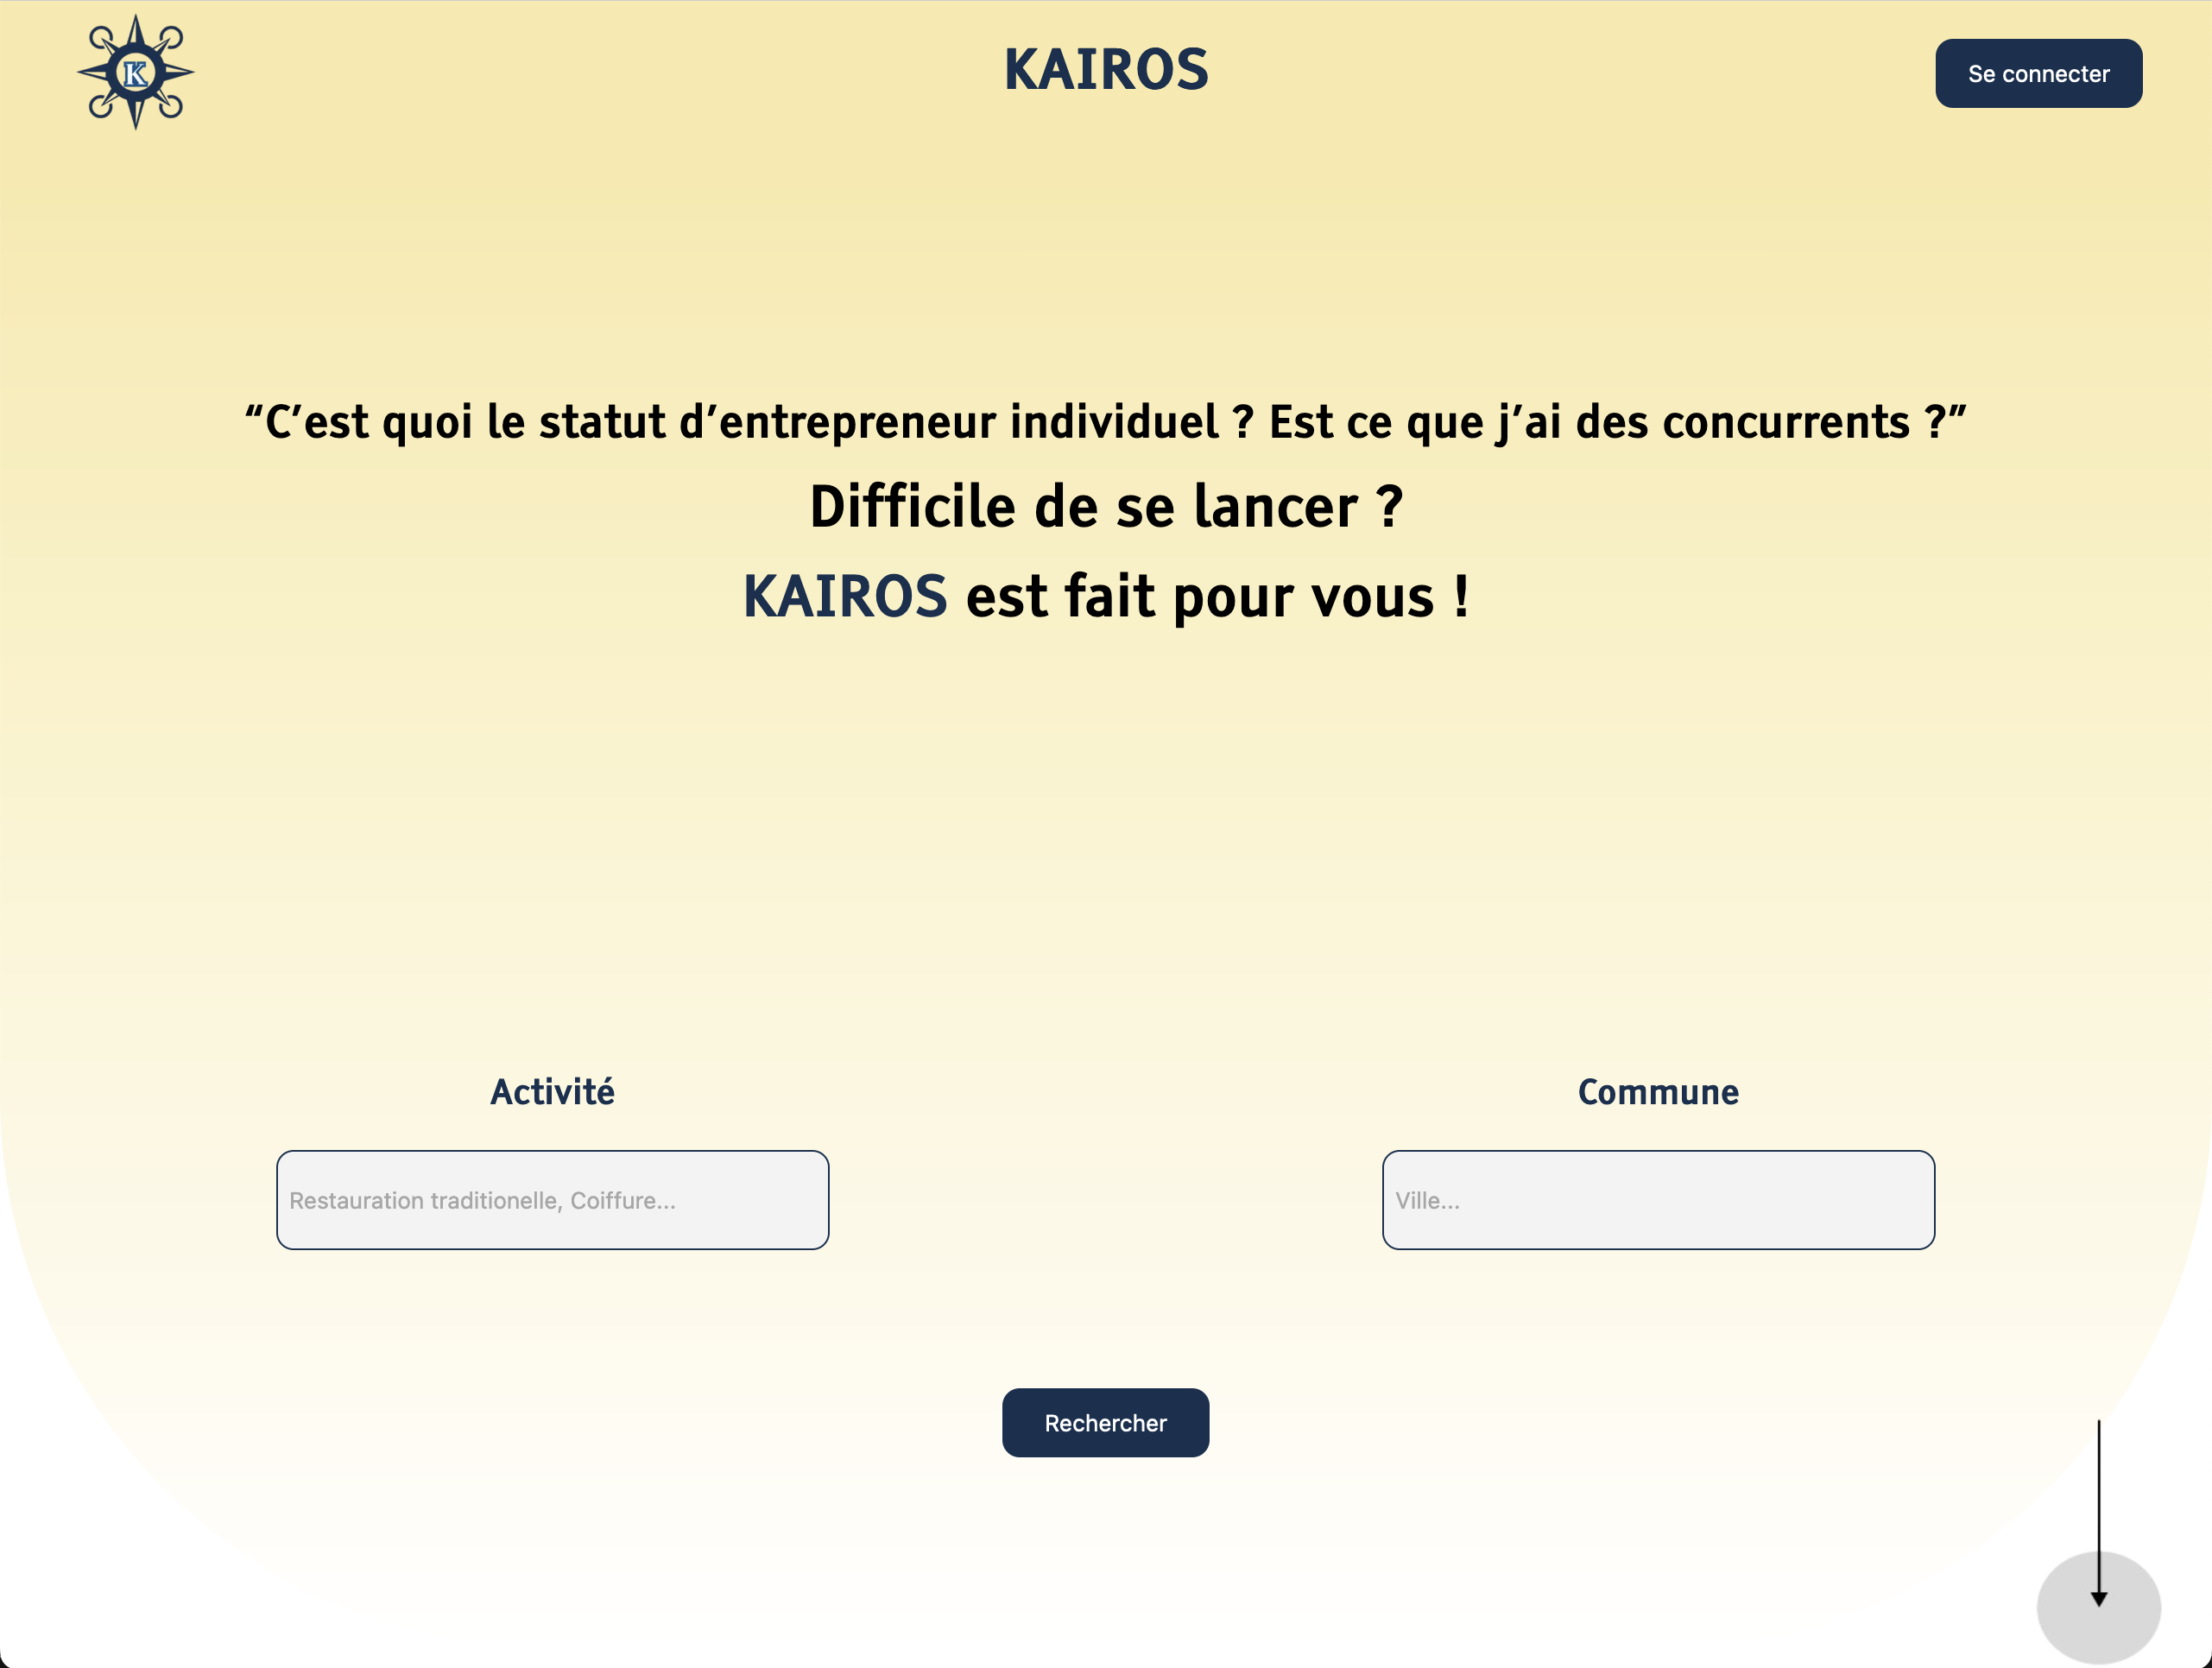 K
KAIROS
Se connecter
“C’est quoi le statut d’entrepreneur individuel ? Est ce que j’ai des concurrents ?”
Difficile de se lancer ?
KAIROS est fait pour vous !
Activité
Commune
Restauration traditionelle, Coiffure...
Ville...
Rechercher